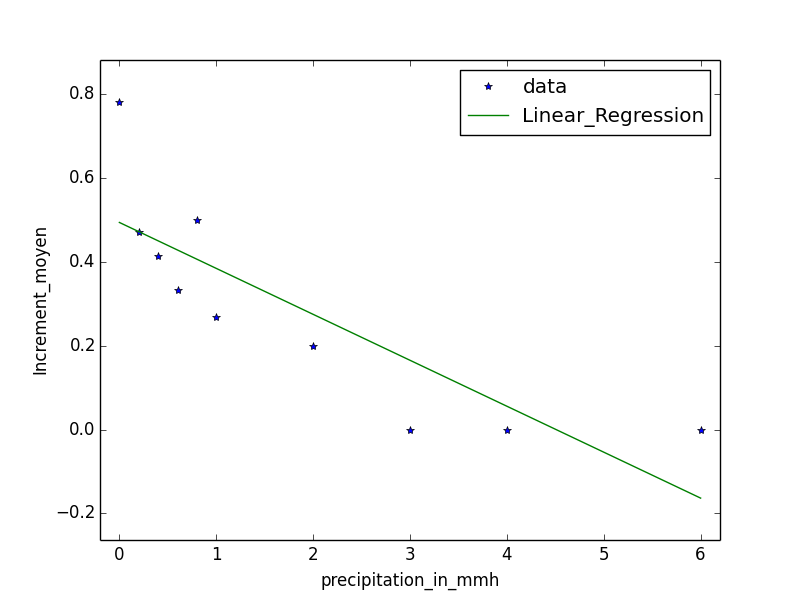 data
Linear_Regression
0.8
0.6
0.4
0.2
0.0
−0.2
Increment_moyen
0 1 2 3 4 5 6
precipitation_in_mmh